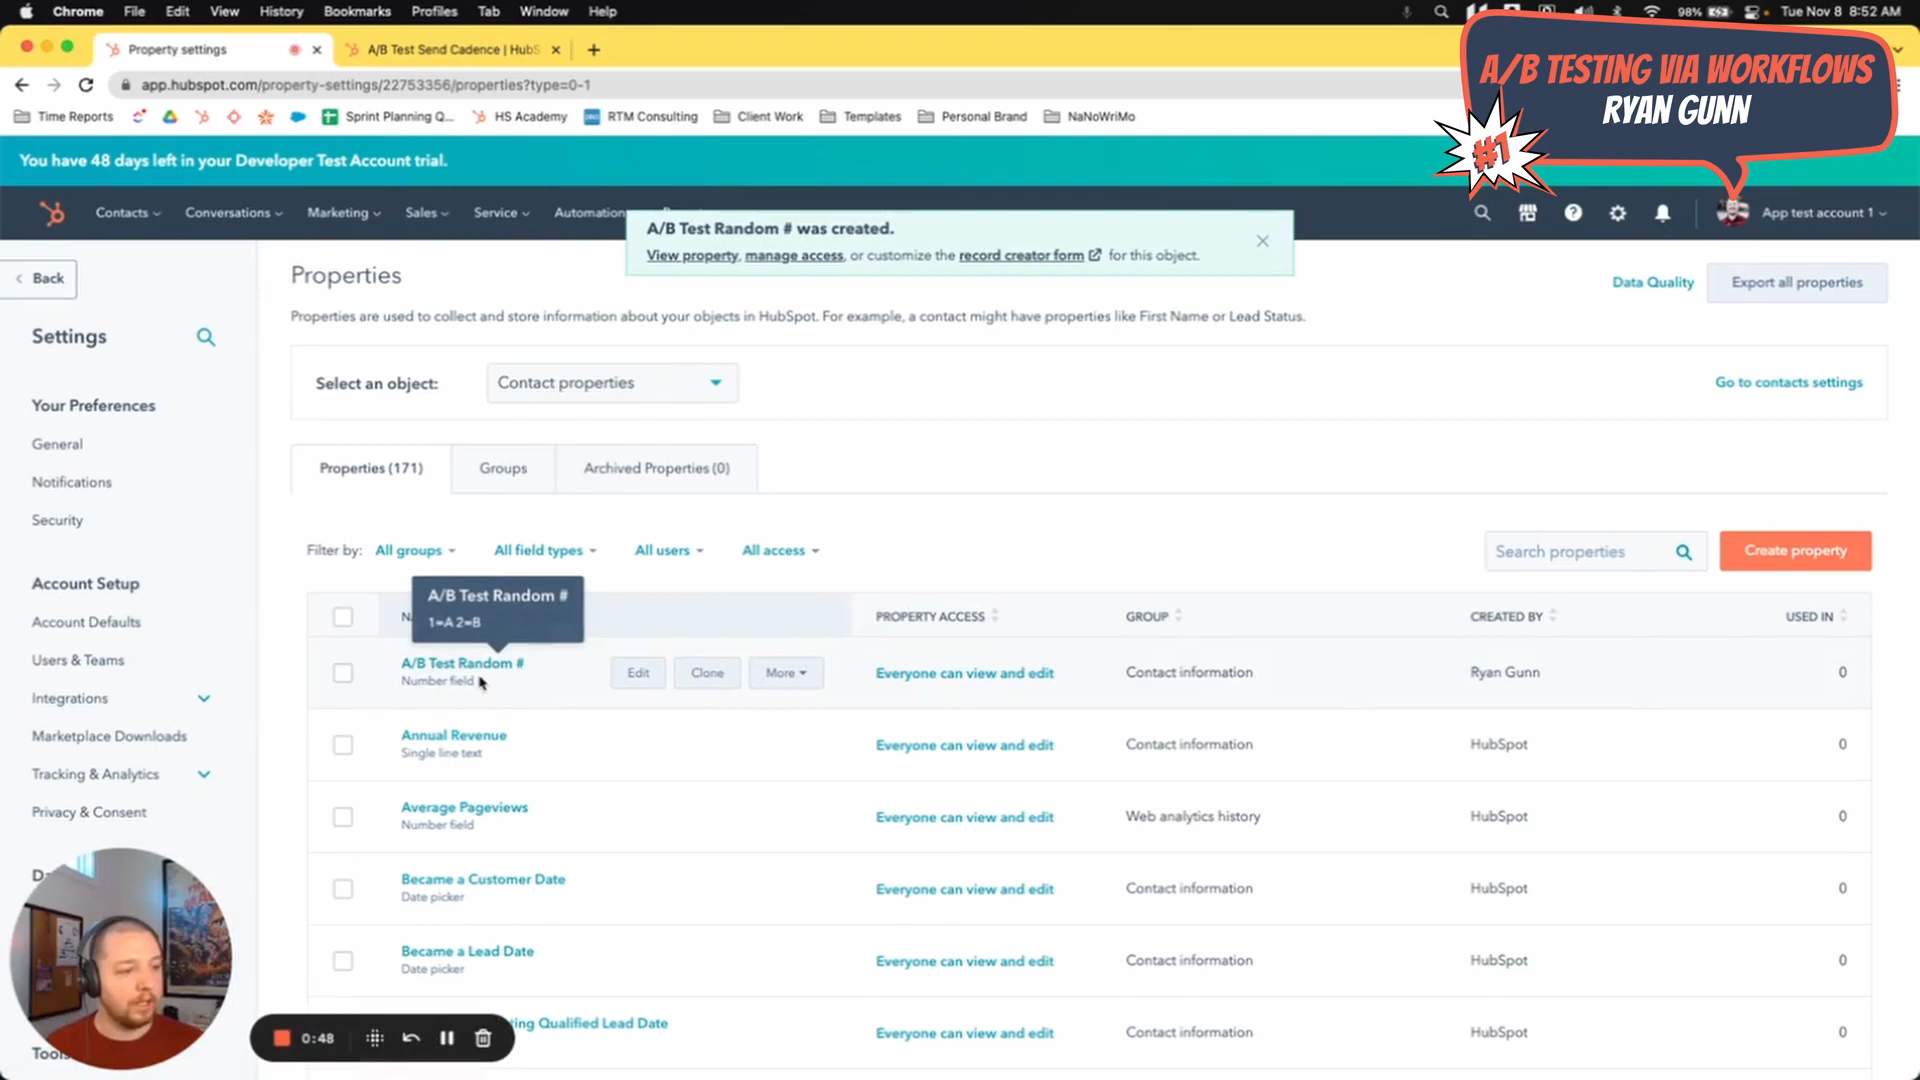 Chrome File Edit View History Bookmarks Profiles Tab Window Help
98% Tue Nov 8 8:52 AM
Property settings
A/B Test Send Cadence | HubS
app.hubspot.com/property-settings/22753356/properties?type=0-1
Time Reports Sprint Planning Q... HS Academy RTM Consulting Client Work Templates Personal Brand NaNoWriMo
A/B TESTING VIA WORKFLOWS
RYAN GUNN
#1
You have 48 days left in your Developer Test Account trial.
Contacts Conversations Marketing Sales Service Automation
App test account 1
A/B Test Random # was created.
View property, manage access, or customize the record creator form for this object.
Back
Properties
Data Quality
Export all properties
Properties are used to collect and store information about your objects in HubSpot. For example, a contact might have properties like First Name or Lead Status.
Settings
Select an object:
Contact properties
Go to contacts settings
Your Preferences
General
Notifications
Security
Account Setup
Account Defaults
Users & Teams
Integrations
Marketplace Downloads
Tracking & Analytics
Privacy & Consent
Tools
Properties (171)
Groups
Archived Properties (0)
Filter by: All groups All field types All users All access
Search properties
Create property
A/B Test Random #
1=A 2=B
PROPERTY ACCESS GROUP CREATED BY USED IN
A/B Test Random #
Number field
Edit Clone More
Everyone can view and edit Contact information Ryan Gunn 0
Annual Revenue
Single line text
Everyone can view and edit Contact information HubSpot 0
Average Pageviews
Number field
Everyone can view and edit Web analytics history HubSpot 0
Became a Customer Date
Date picker
Everyone can view and edit Contact information HubSpot 0
Became a Lead Date
Date picker
Everyone can view and edit Contact information HubSpot 0
ting Qualified Lead Date
Everyone can view and edit Contact information HubSpot 0
0:48